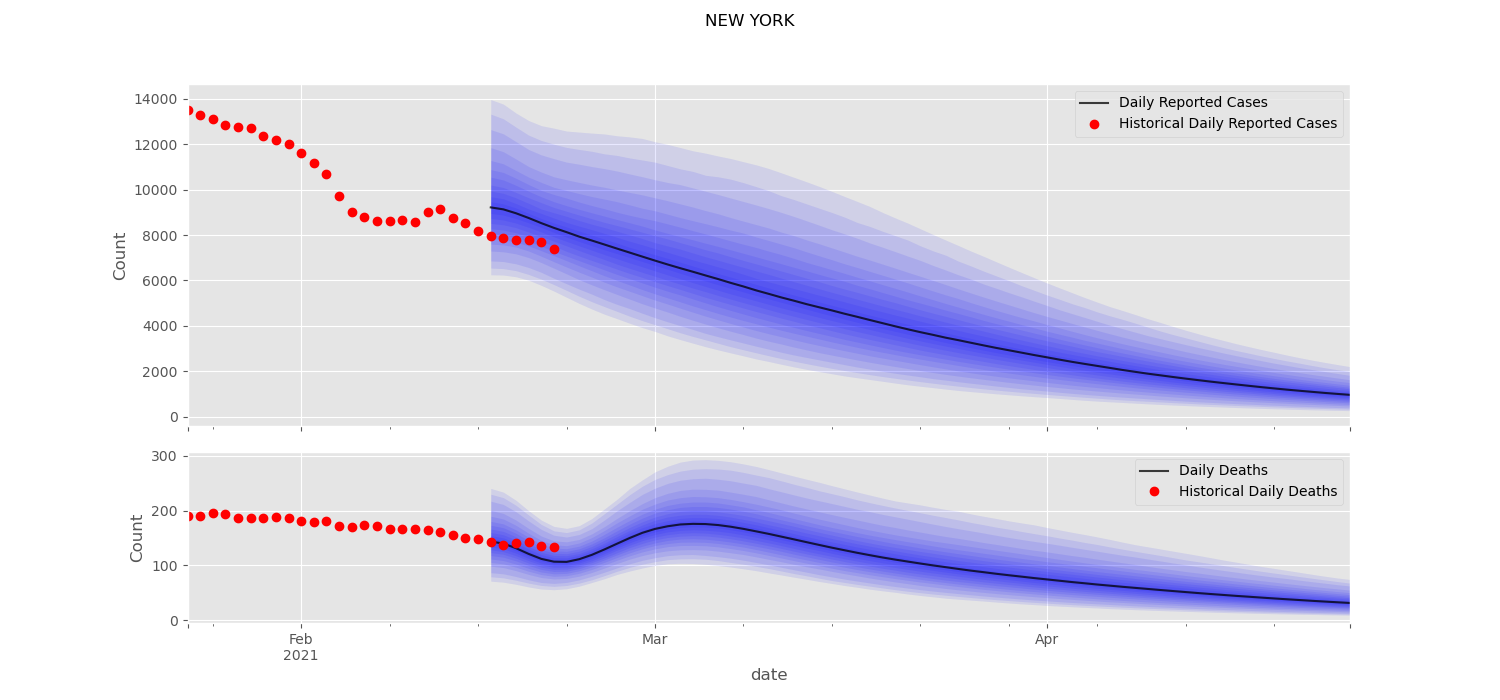 NEW YORK
14000
12000
10000
8000
6000
4000
2000
0
Count
Daily Reported Cases
Historical Daily Reported Cases
300
200
100
0
Count
Daily Deaths
Historical Daily Deaths
Feb
2021
Mar
Apr
date